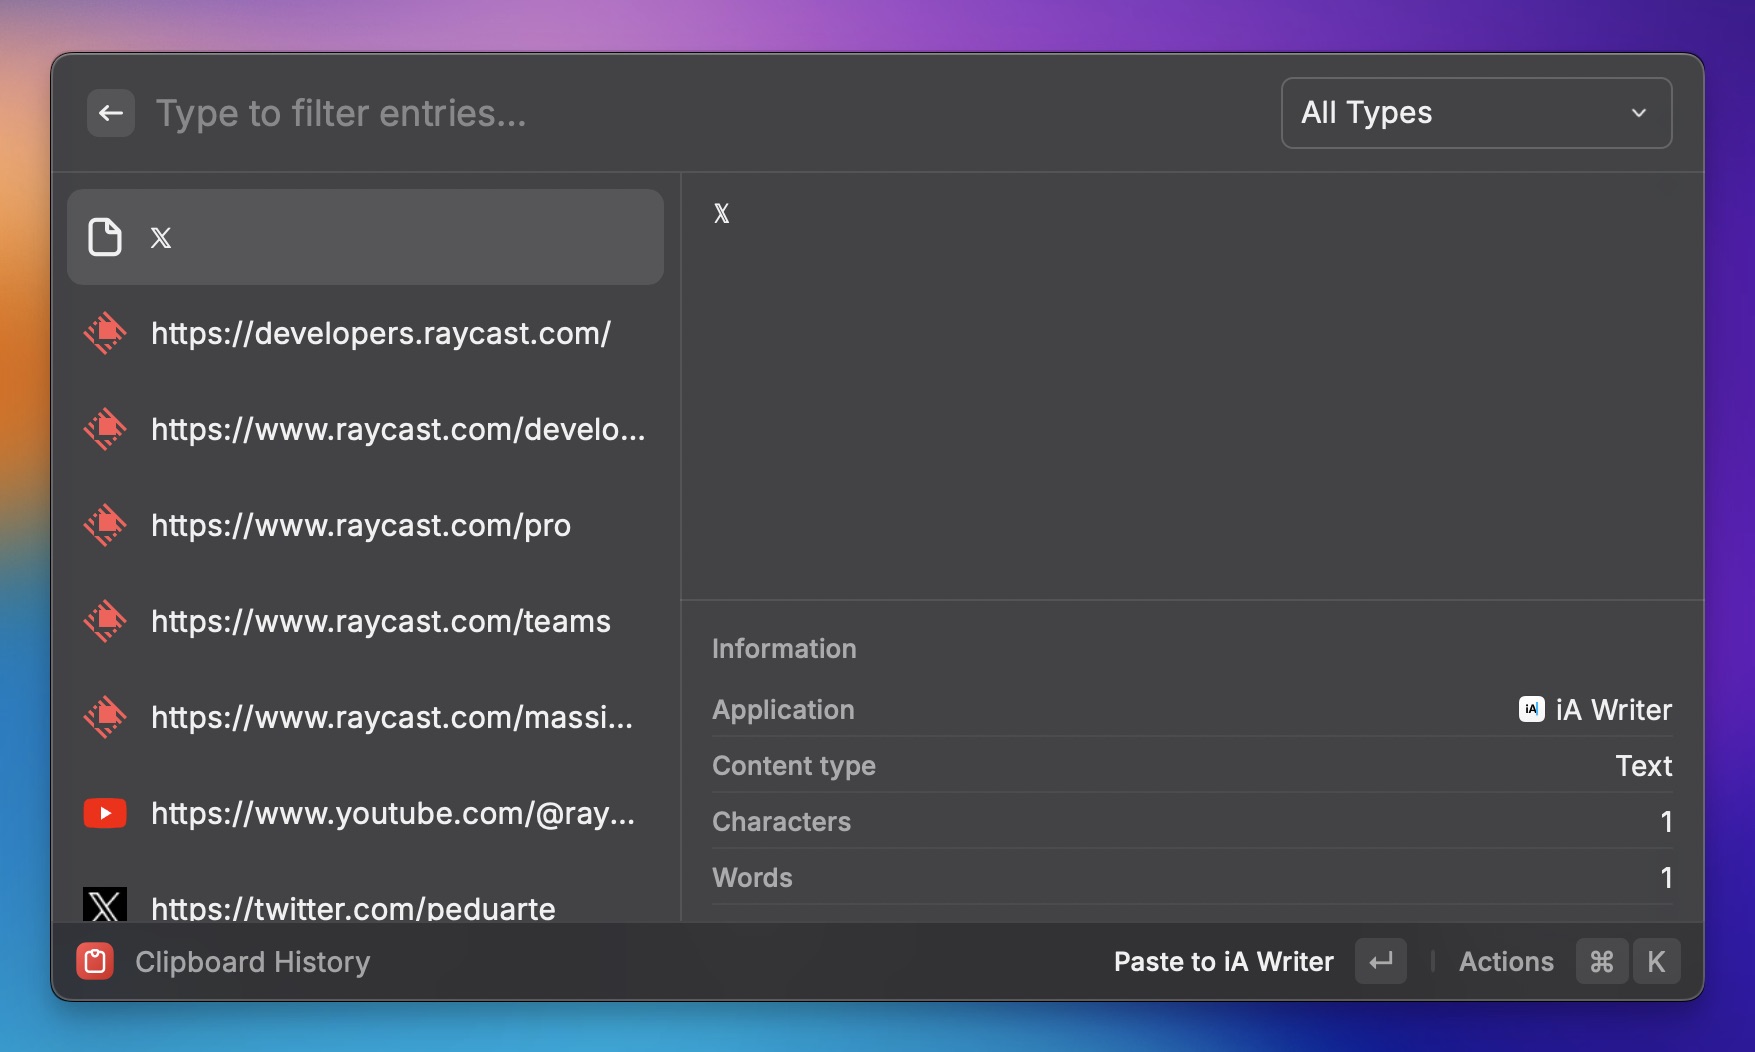 Type to filter entries...
All Types
𝕏
https://developers.raycast.com/
https://www.raycast.com/develo...
https://www.raycast.com/pro
https://www.raycast.com/teams
https://www.raycast.com/massi...
https://www.youtube.com/@ray...
https://twitter.com/peduarte
𝕏
Information
Application iA iA Writer
Content type Text
Characters 1
Words 1
Clipboard History
Paste to iA Writer ↵ | Actions ⌘ K